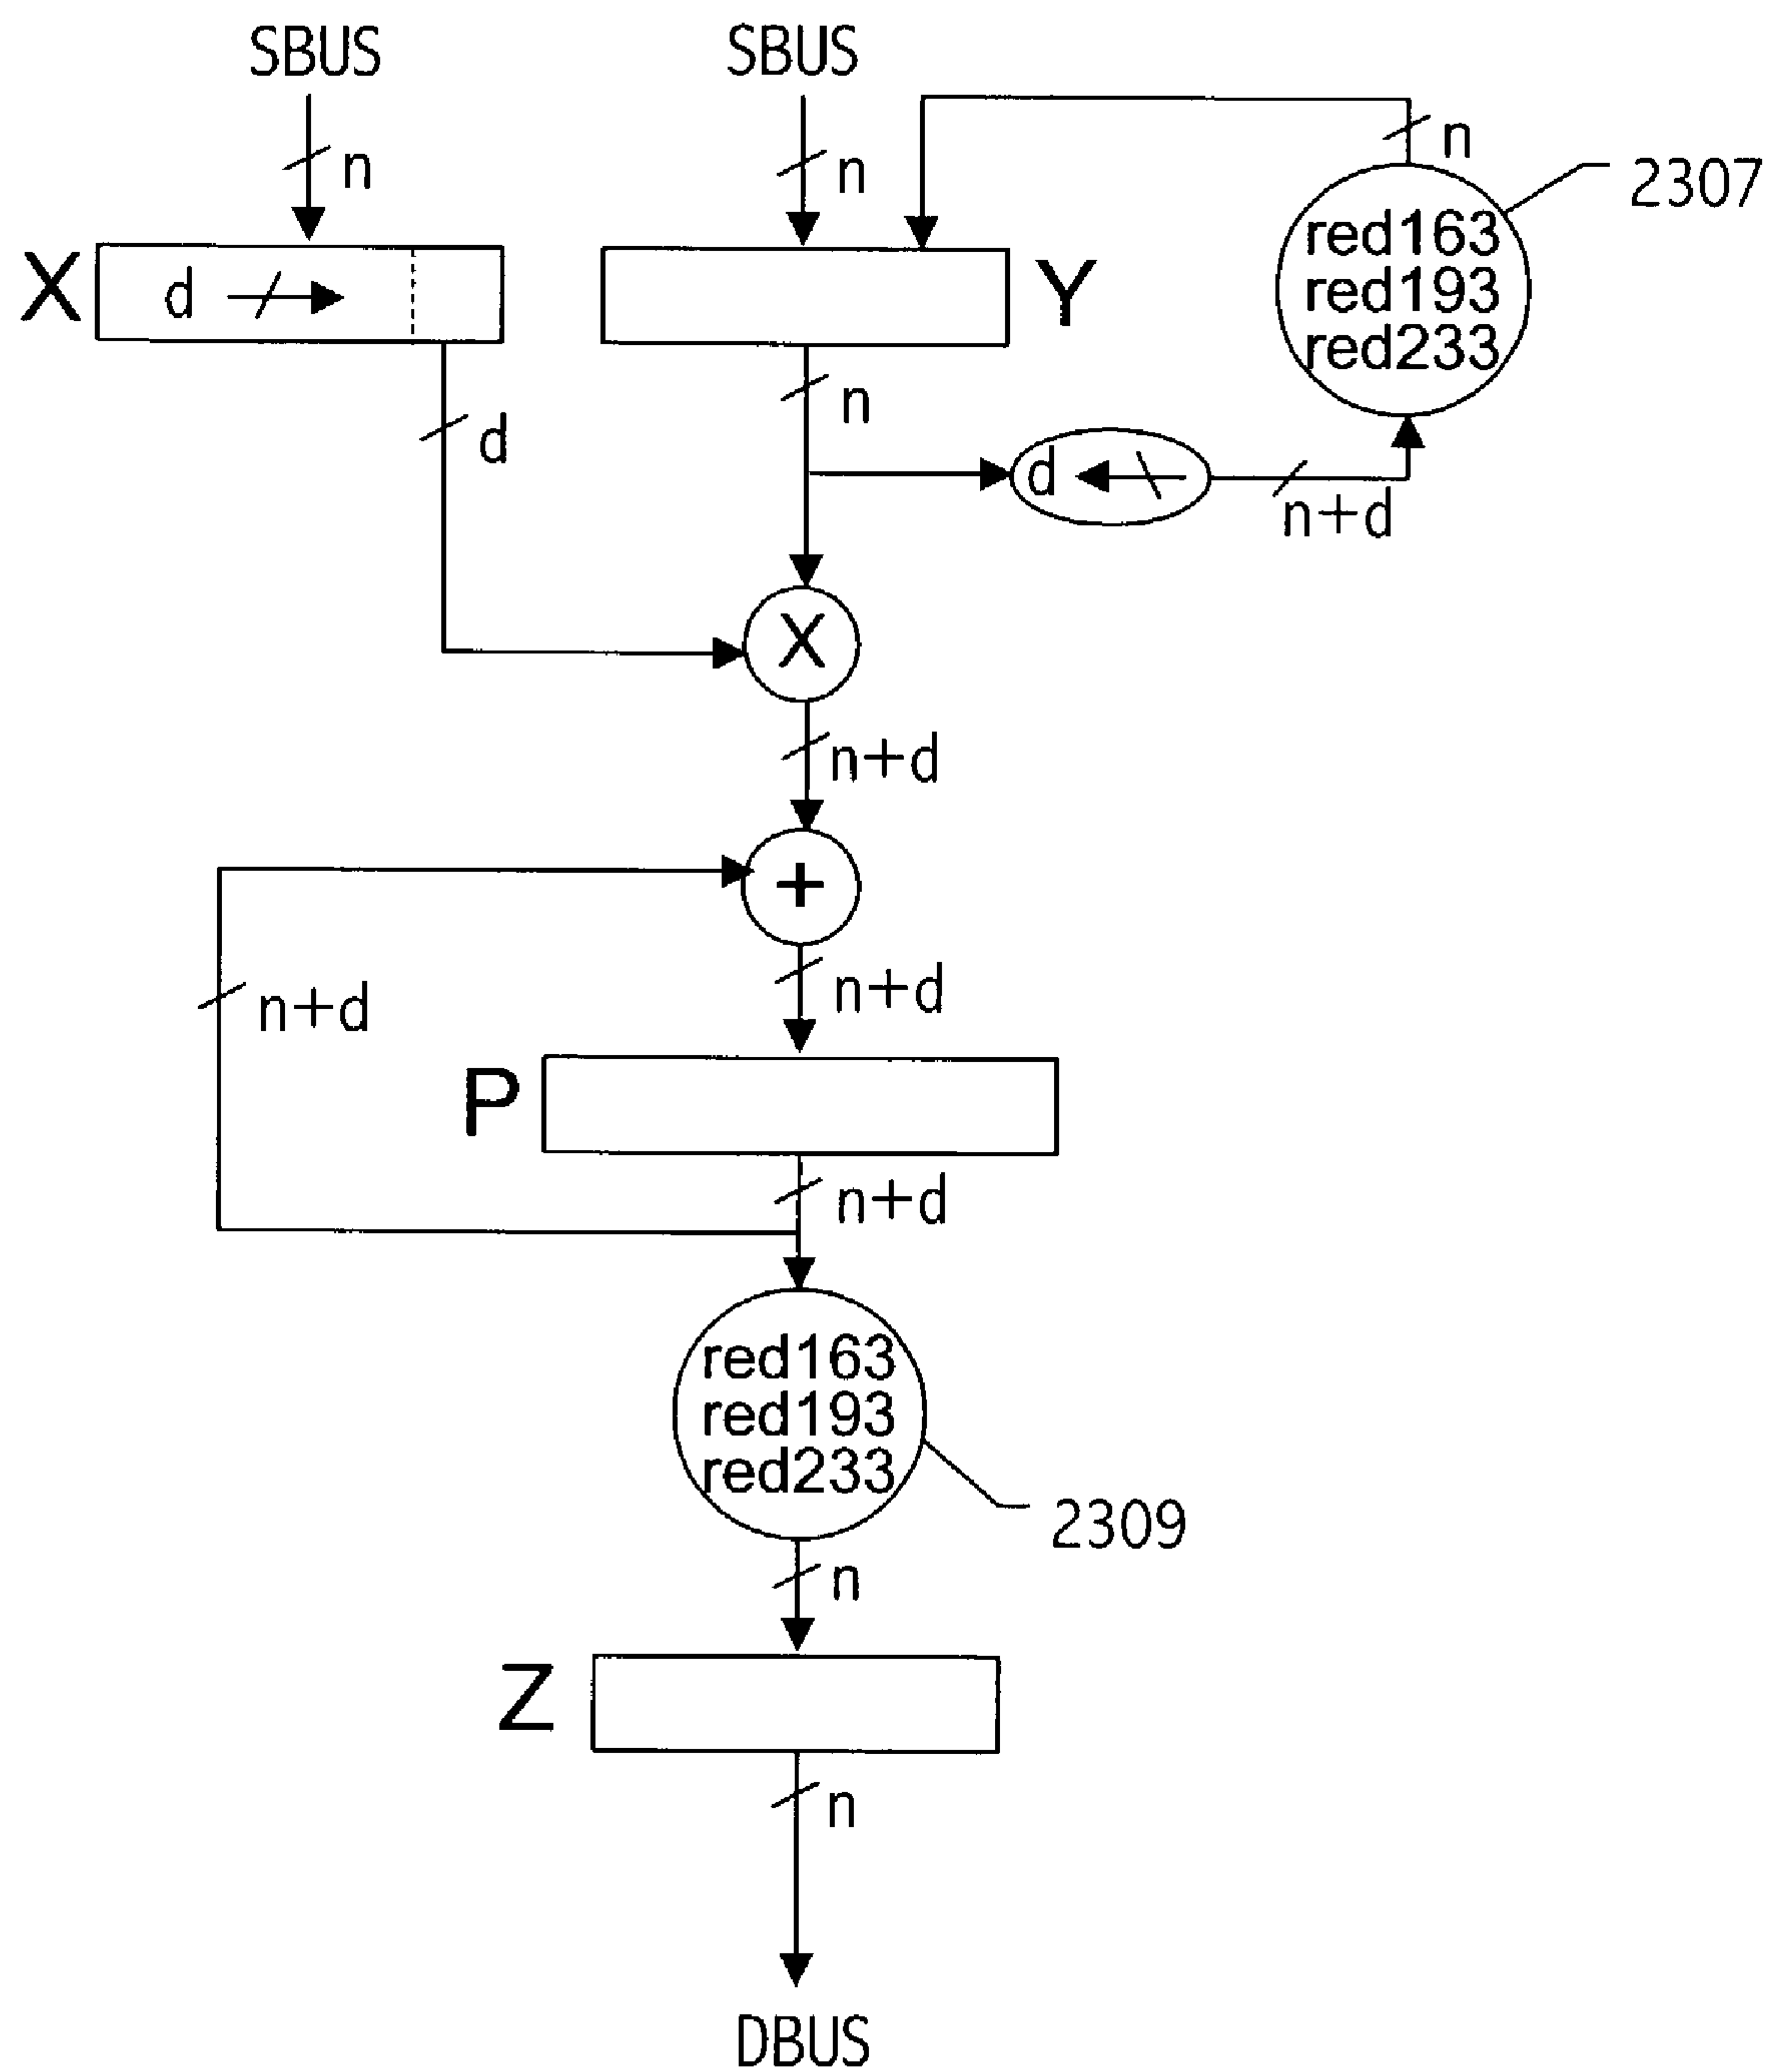 SBUS
SBUS
n
n
n
2307
X
d
Y
red163
red193
red233
n
d
d
n+d
X
n+d
+
n+d
n+d
P
n+d
red163
red193
red233
2309
n
Z
n
DBUS